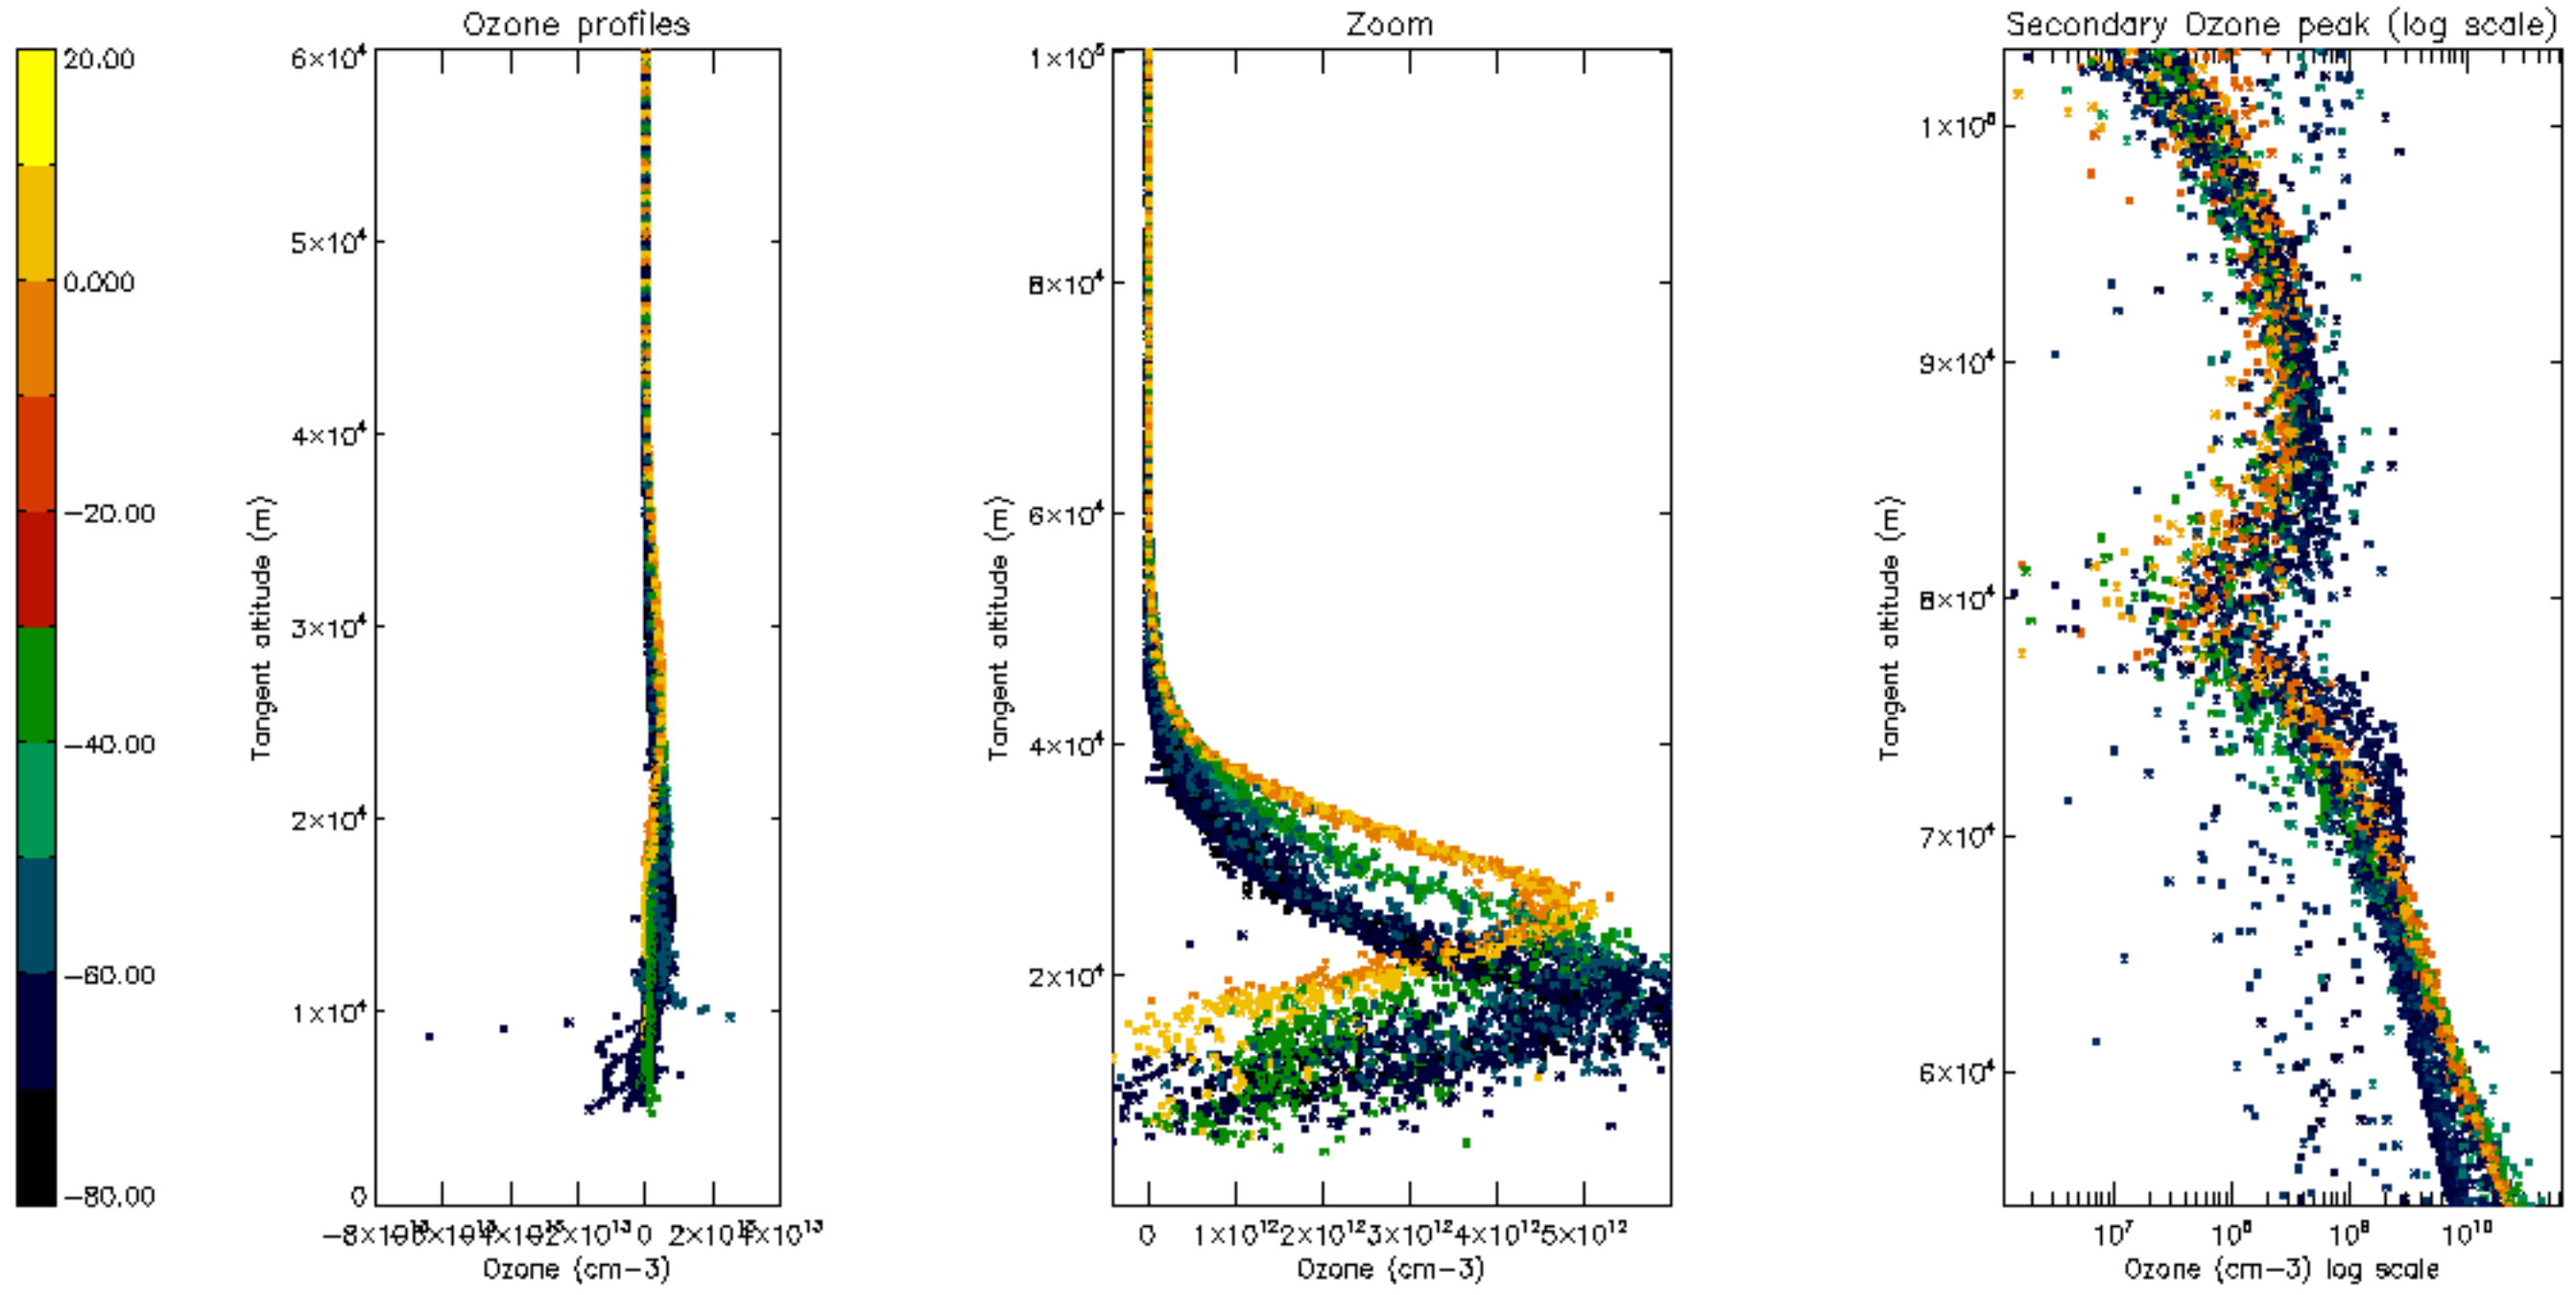 Ozone profiles
Zoom
Secondary Ozone peak (log scale)
20.00
0.000
−20.00
−40.00
−60.00
−80.00
6×10⁴
5×10⁴
4×10⁴
3×10⁴
2×10⁴
1×10⁴
0
Tangent altitude (m)
0
Ozone (cm−3)
1×10⁵
8×10⁴
6×10⁴
4×10⁴
2×10⁴
Tangent altitude (m)
0 1×10¹² 2×10¹² 3×10¹² 4×10¹² 5×10¹²
Ozone (cm−3)
1×10⁵
9×10⁴
8×10⁴
7×10⁴
6×10⁴
Tangent altitude (m)
10⁷ 10⁸ 10⁹ 10¹⁰
Ozone (cm−3) log scale